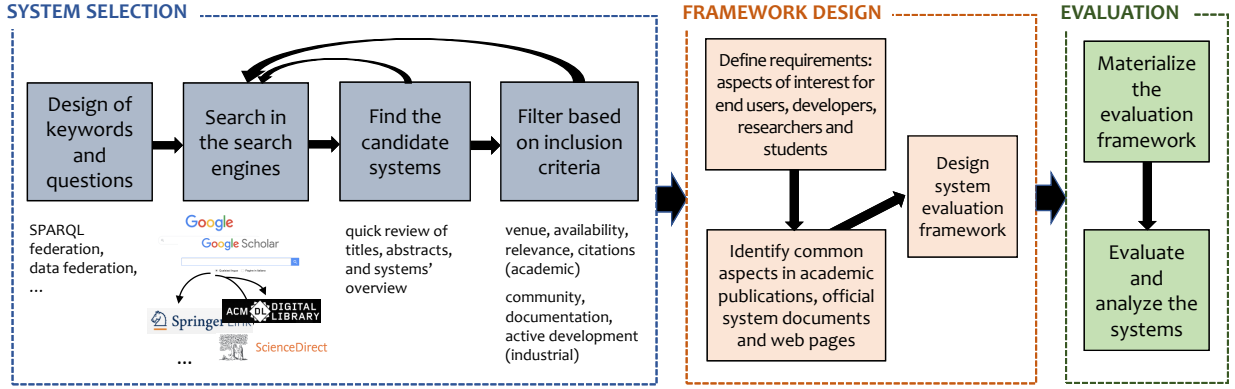 SYSTEM SELECTION
Design of
keywords
and
questions
Search in
the search
engines
Find the
candidate
systems
Filter based
on inclusion
criteria
SPARQL
federation,
data federation,
...
Google
Google Scholar
Springer
ACM DL DIGITAL
LIBRARY
ScienceDirect
...
quick review of
titles, abstracts,
and systems'
overview
venue, availability,
relevance, citations
(academic)
community,
documentation,
active development
(industrial)
FRAMEWORK DESIGN
Define requirements:
aspects of interest for
end users, developers,
researchers and
students
Identify common
aspects in academic
publications, official
system documents
and web pages
Design
system
evaluation
framework
EVALUATION
Materialize
the
evaluation
framework
Evaluate
and
analyze the
systems